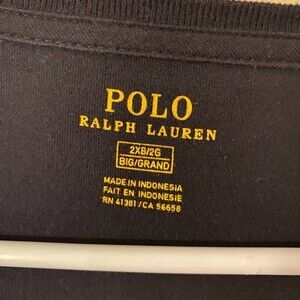 POLO
RALPH LAUREN
2XB/2G
BIG/GRAND
MADE IN INDONESIA
FAIT EN INDONESIE
RN 41381/CA 56658